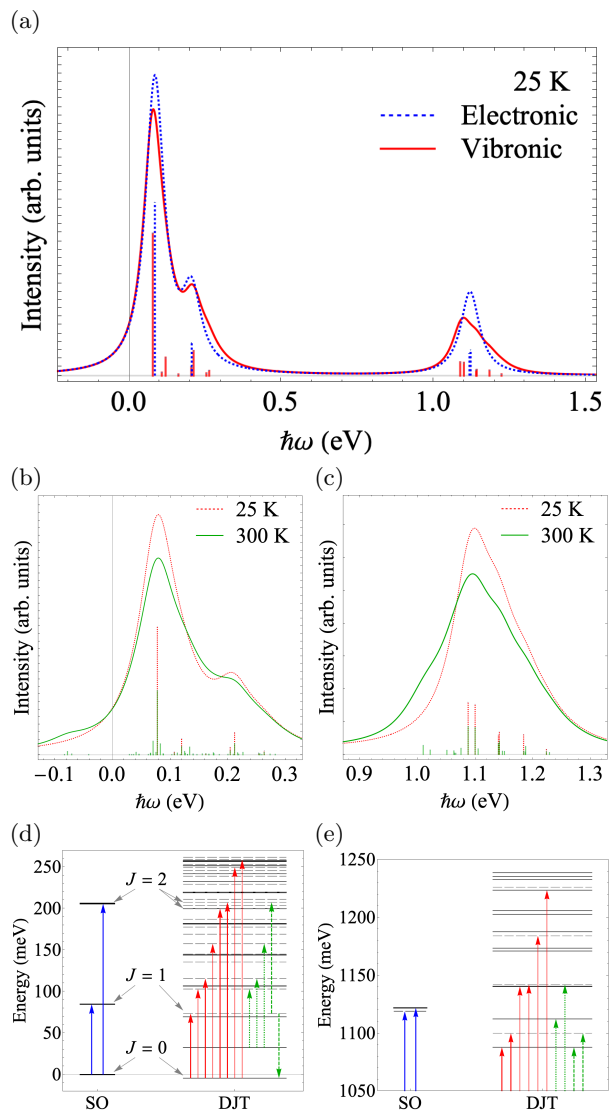 (a)
25 K
Electronic
Vibronic
Intensity (arb. units)
0.0 0.5 1.0 1.5
ℏω (eV)
(b)
25 K
300 K
Intensity (arb. units)
−0.1 0.0 0.1 0.2 0.3
ℏω (eV)
(c)
25 K
300 K
Intensity (arb. units)
0.9 1.0 1.1 1.2 1.3
ℏω (eV)
(d)
Energy (meV)
250
200
150
100
50
0
J = 2
J = 1
J = 0
SO DJT
(e)
Energy (meV)
1250
1200
1150
1100
1050
SO DJT